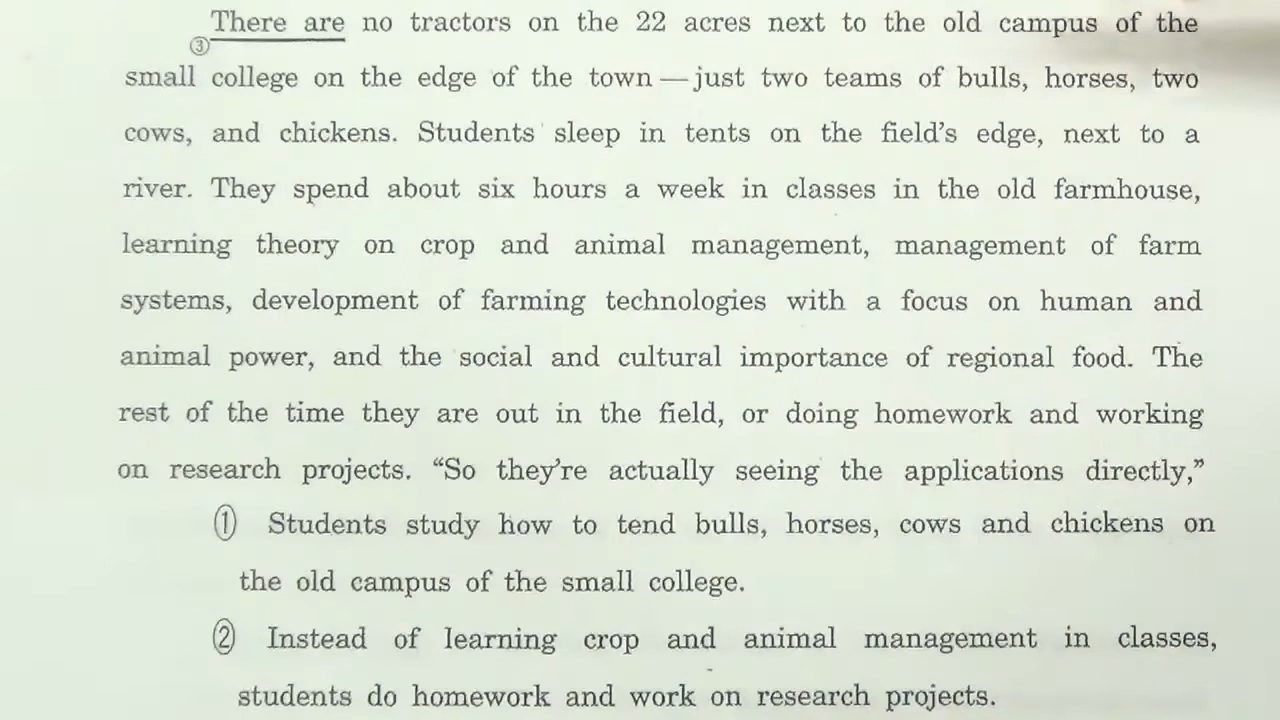 There are no tractors on the 22 acres next to the old campus of the
③
small college on the edge of the town — just two teams of bulls, horses, two
cows, and chickens. Students sleep in tents on the field's edge, next to a
river. They spend about six hours a week in classes in the old farmhouse,
learning theory on crop and animal management, management of farm
systems, development of farming technologies with a focus on human and
animal power, and the social and cultural importance of regional food. The
rest of the time they are out in the field, or doing homework and working
on research projects. “So they're actually seeing the applications directly,”
① Students study how to tend bulls, horses, cows and chickens on
the old campus of the small college.
② Instead of learning crop and animal management in classes,
students do homework and work on research projects.